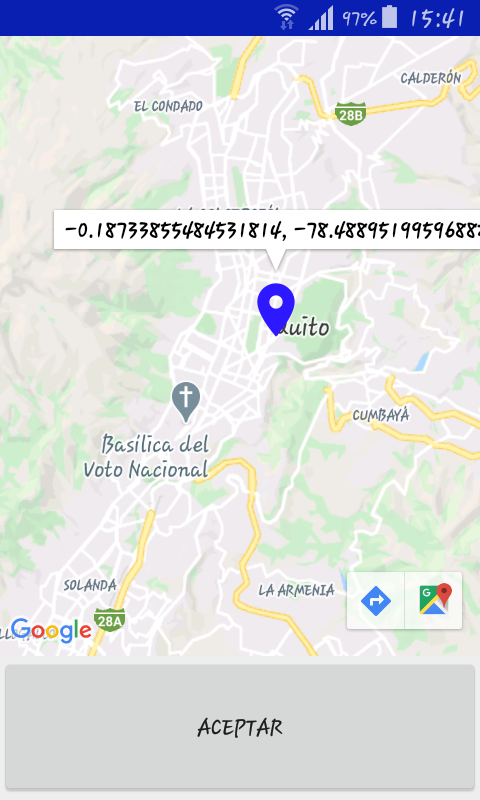 97% 15:41
CALDERÓN
EL CONDADO
28B
-0.18733855484531814, -78.4889519959688
Quito
CUMBAYÁ
Basílica del
Voto Nacional
SOLANDA
LA ARMENIA
28A
Google
ACEPTAR